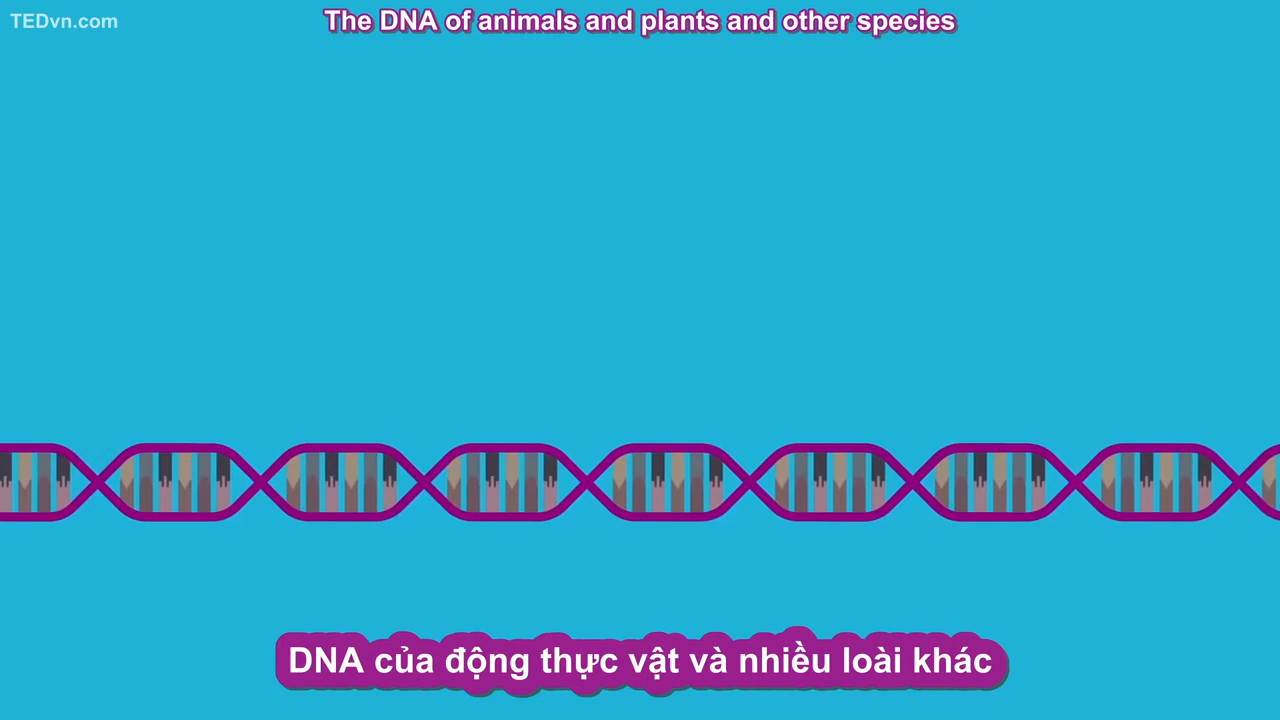 TEDvn.com
The DNA of animals and plants and other species
DNA của động thực vật và nhiều loài khác